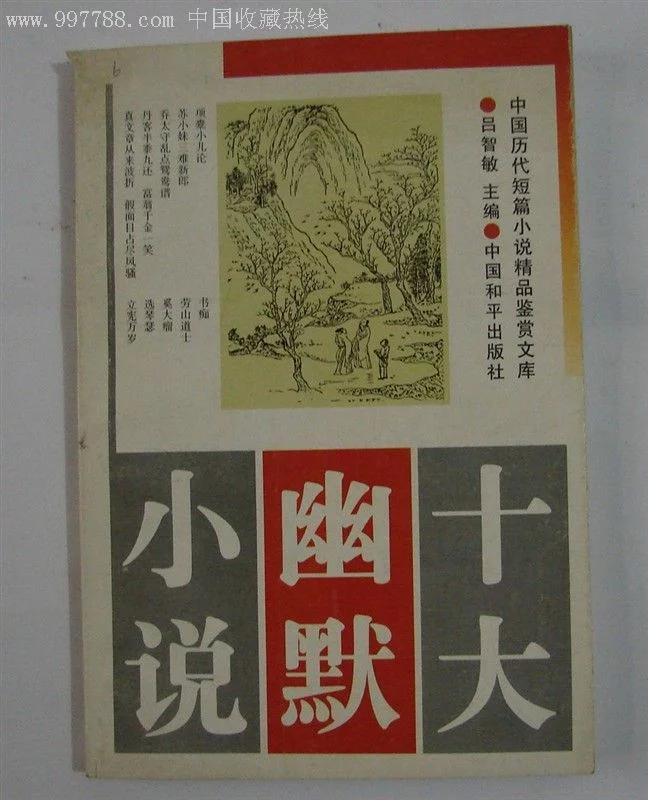 www.997788.com 中国收藏热线
中国历代短篇小说精品鉴赏文库
●吕智敏 主编●中国和平出版社
项橐小儿论 书痴
苏小妹三难新郎 劳山道士
乔太守乱点鸳鸯谱 奚大瘤
丹客半黍九还 富翁千金一笑 选琴瑟
真文章从来波折 假面目占尽风骚 立宪万岁
十大
幽默
小说